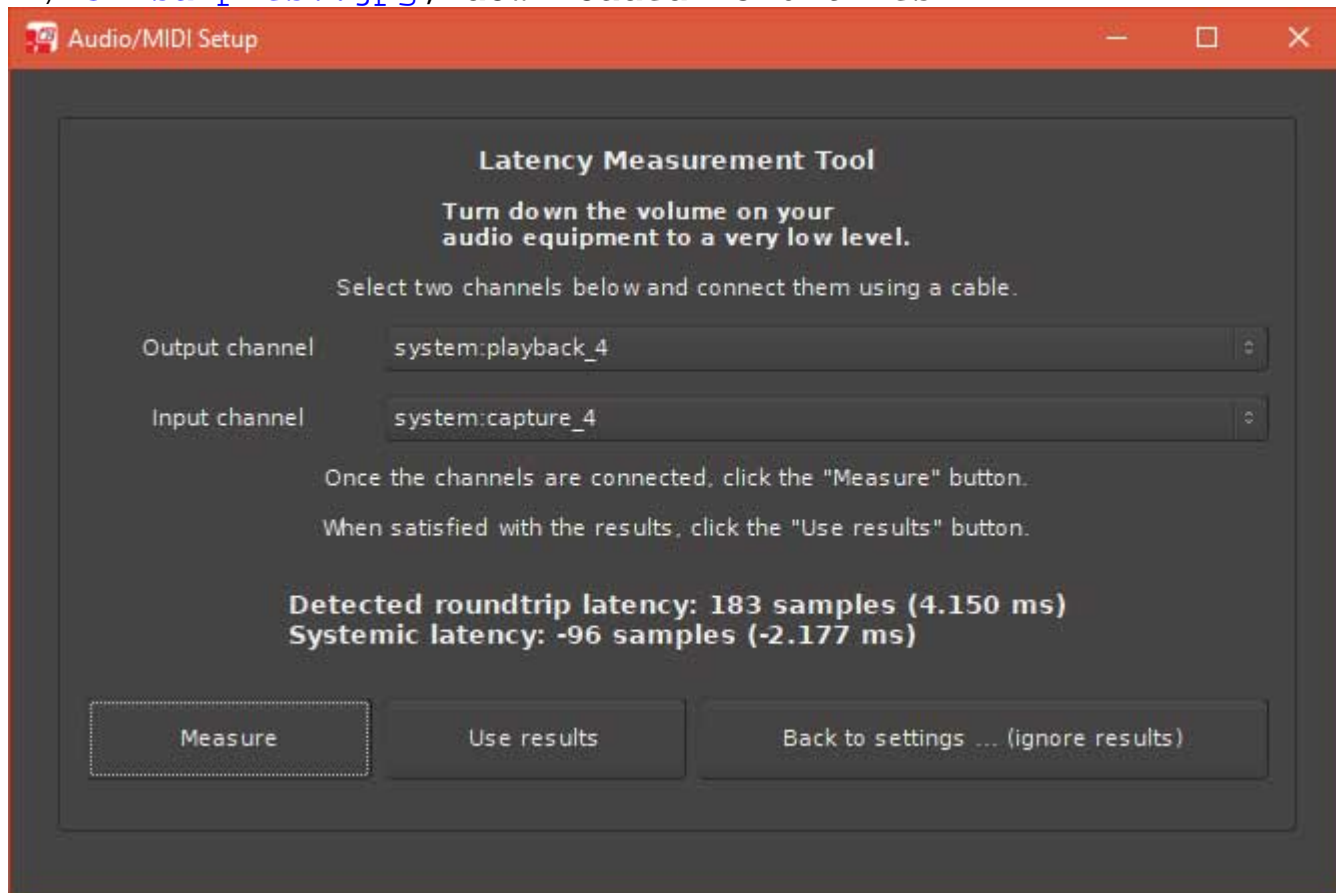 Audio/MIDI Setup
Latency Measurement Tool
Turn down the volume on your
audio equipment to a very low level.
Select two channels below and connect them using a cable.
Output channel
system:playback_4
Input channel
system:capture_4
Once the channels are connected, click the "Measure" button.
When satisfied with the results, click the "Use results" button.
Detected roundtrip latency: 183 samples (4.150 ms)
Systemic latency: -96 samples (-2.177 ms)
Measure
Use results
Back to settings ... (ignore results)